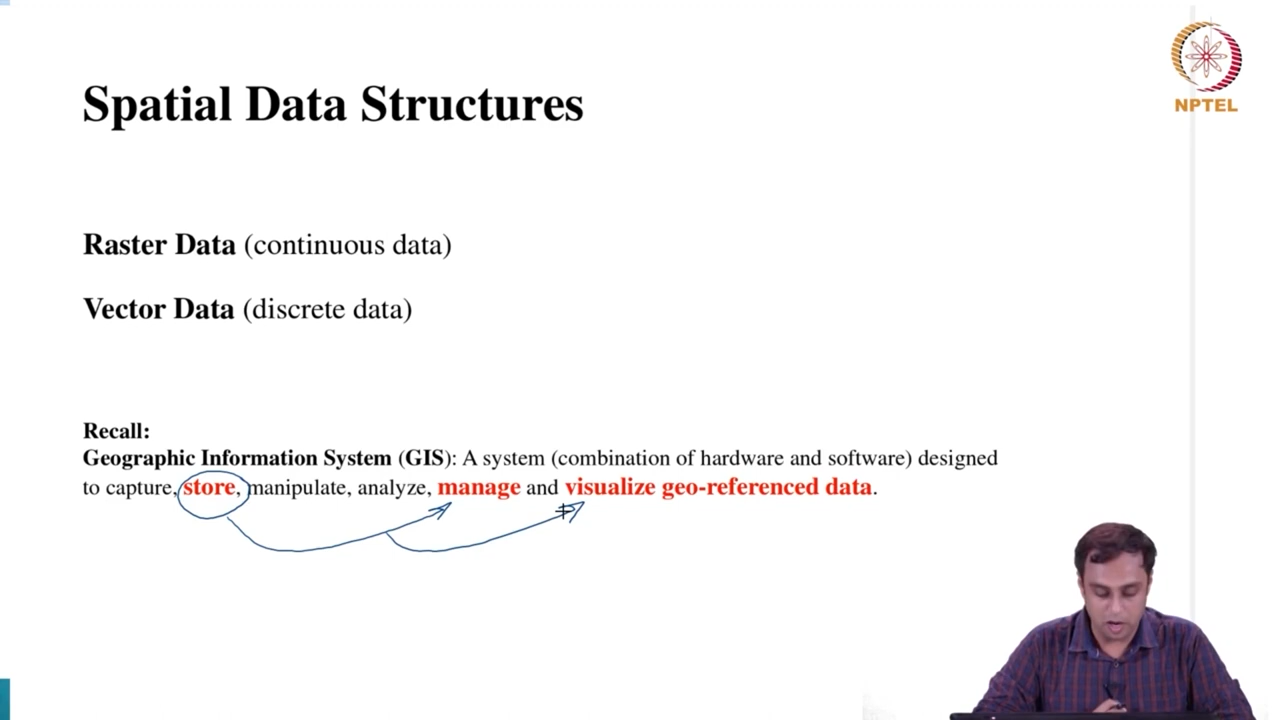 NPTEL
Spatial Data Structures
Raster Data (continuous data)
Vector Data (discrete data)
Recall:
Geographic Information System (GIS): A system (combination of hardware and software) designed
to capture, store, manipulate, analyze, manage and visualize geo-referenced data.